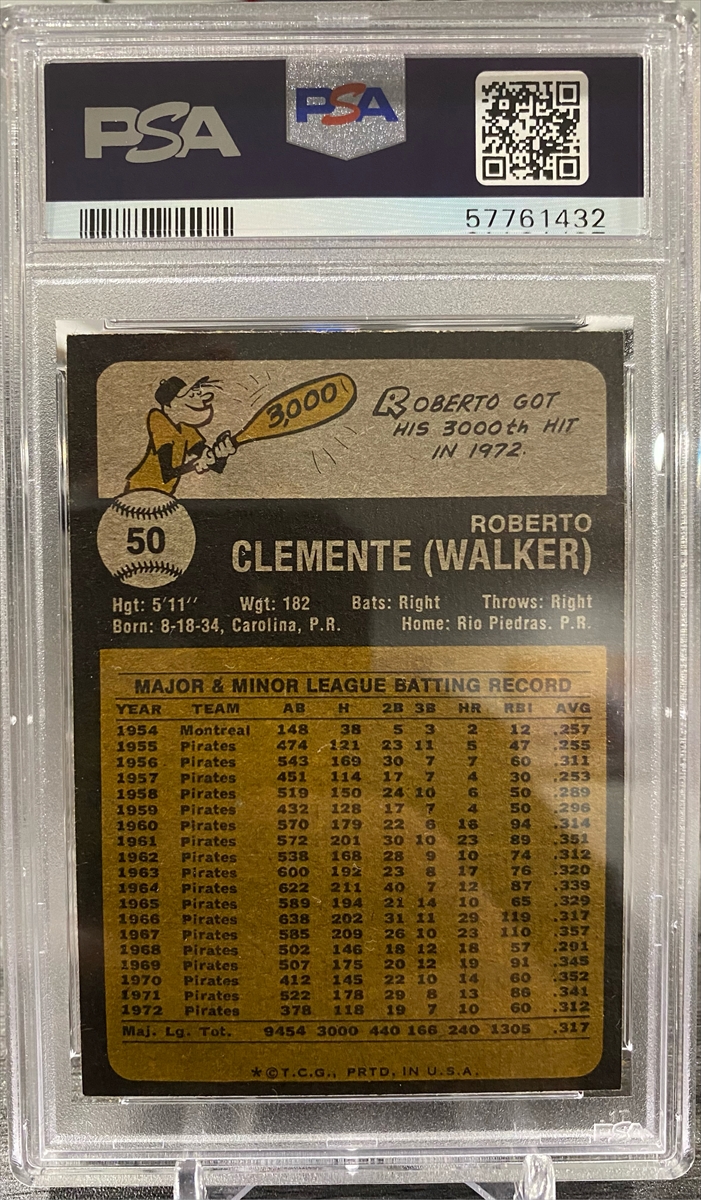 PSA PSA
57761432
3,000
ROBERTO GOT
HIS 3000th HIT
IN 1972.
50
ROBERTO
CLEMENTE (WALKER)
Hgt: 5'11'' Wgt: 182 Bats: Right Throws: Right
Born: 8-18-34, Carolina, P.R. Home: Rio Piedras. P.R.
MAJOR & MINOR LEAGUE BATTING RECORD
YEAR TEAM AB H 2B 3B HR RBI AVG
1954 Montreal 148 38 5 3 2 12 .257
1955 Pirates 474 121 23 11 5 47 .255
1956 Pirates 543 169 30 7 7 60 .311
1957 Pirates 451 114 17 7 4 30 .253
1958 Pirates 519 150 24 10 6 50 .289
1959 Pirates 432 128 17 7 4 50 .296
1960 Pirates 570 179 22 6 16 94 .314
1961 Pirates 572 201 30 10 23 89 .351
1962 Pirates 538 168 28 9 10 74 .312
1963 Pirates 600 192 23 8 17 76 .320
1964 Pirates 622 211 40 7 12 87 .339
1965 Pirates 589 194 21 14 10 65 .329
1966 Pirates 638 202 31 11 29 119 .317
1967 Pirates 585 209 26 10 23 110 .357
1968 Pirates 502 146 18 12 18 57 .291
1969 Pirates 507 175 20 12 19 91 .345
1970 Pirates 412 145 22 10 14 60 .352
1971 Pirates 522 178 29 8 13 86 .341
1972 Pirates 378 118 19 7 10 60 .312
Maj. Lg. Tot. 9454 3000 440 166 240 1305 .317
*©T.C.G., PRTD, IN U.S.A.
PSA